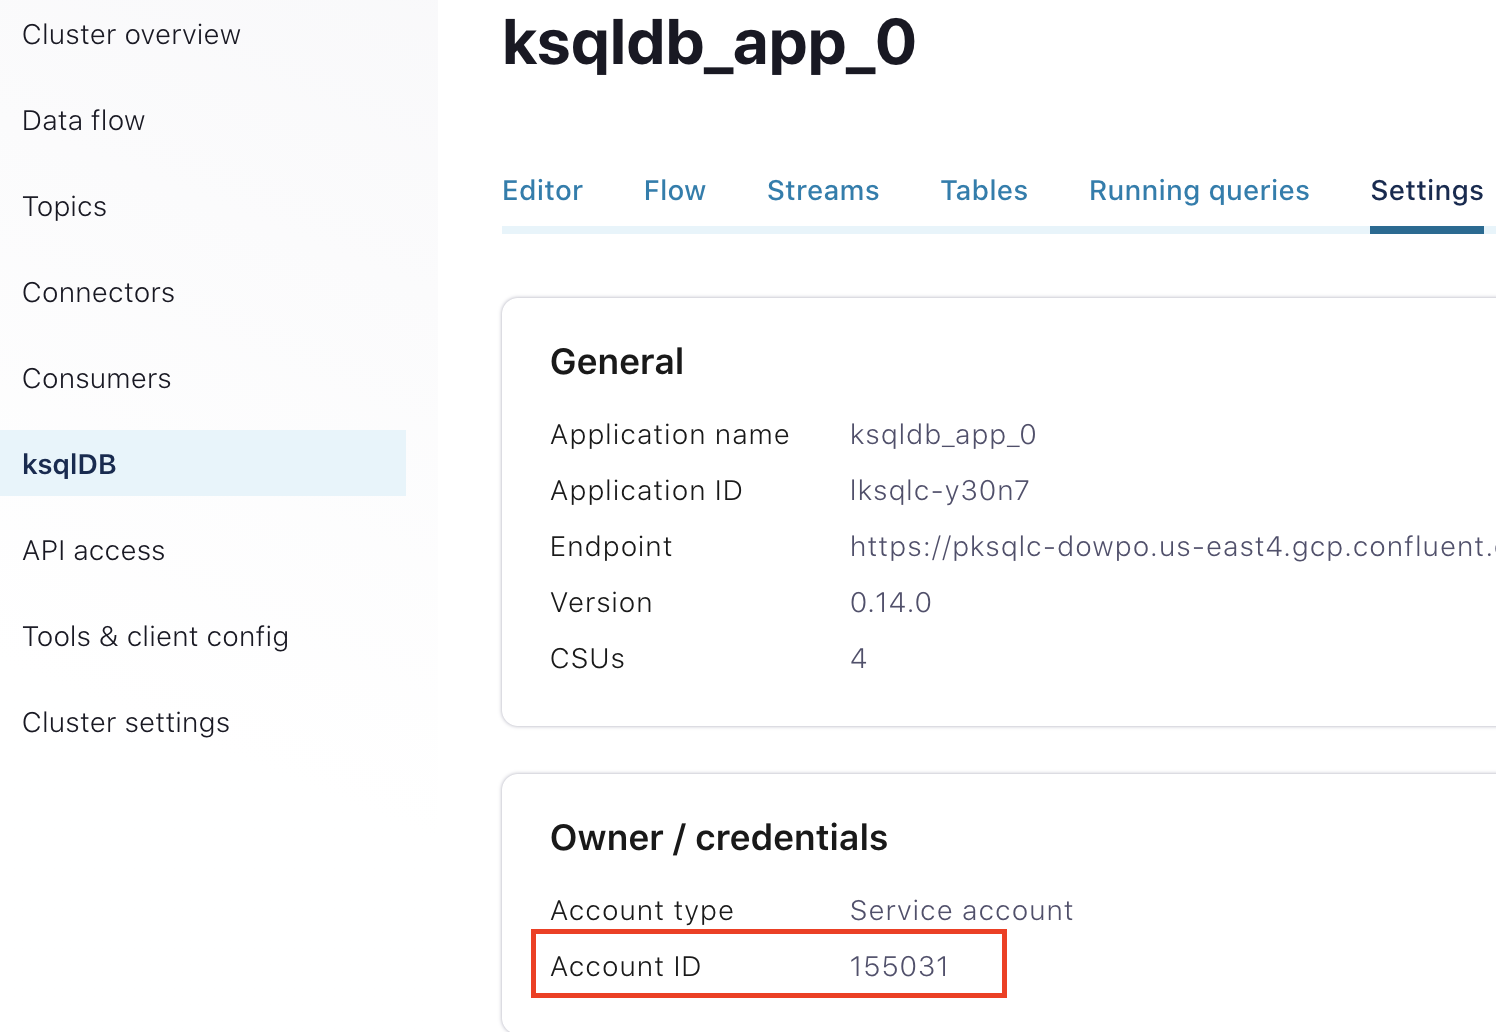 Cluster overview
Data flow
Topics
Connectors
Consumers
ksqlDB
API access
Tools & client config
Cluster settings
ksqldb_app_0
Editor Flow Streams Tables Running queries Settings
General
Application name ksqldb_app_0
Application ID lksqlc-y30n7
Endpoint https://pksqlc-dowpo.us-east4.gcp.confluent.
Version 0.14.0
CSUs 4
Owner / credentials
Account type Service account
Account ID 155031